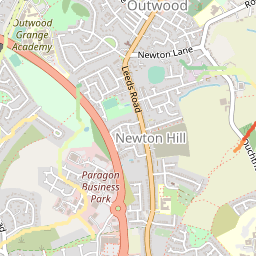 Outwood
Newton Lane
Outwood
Grange
Academy
Leeds Road
Newton Hill
Paragon
Business
Park